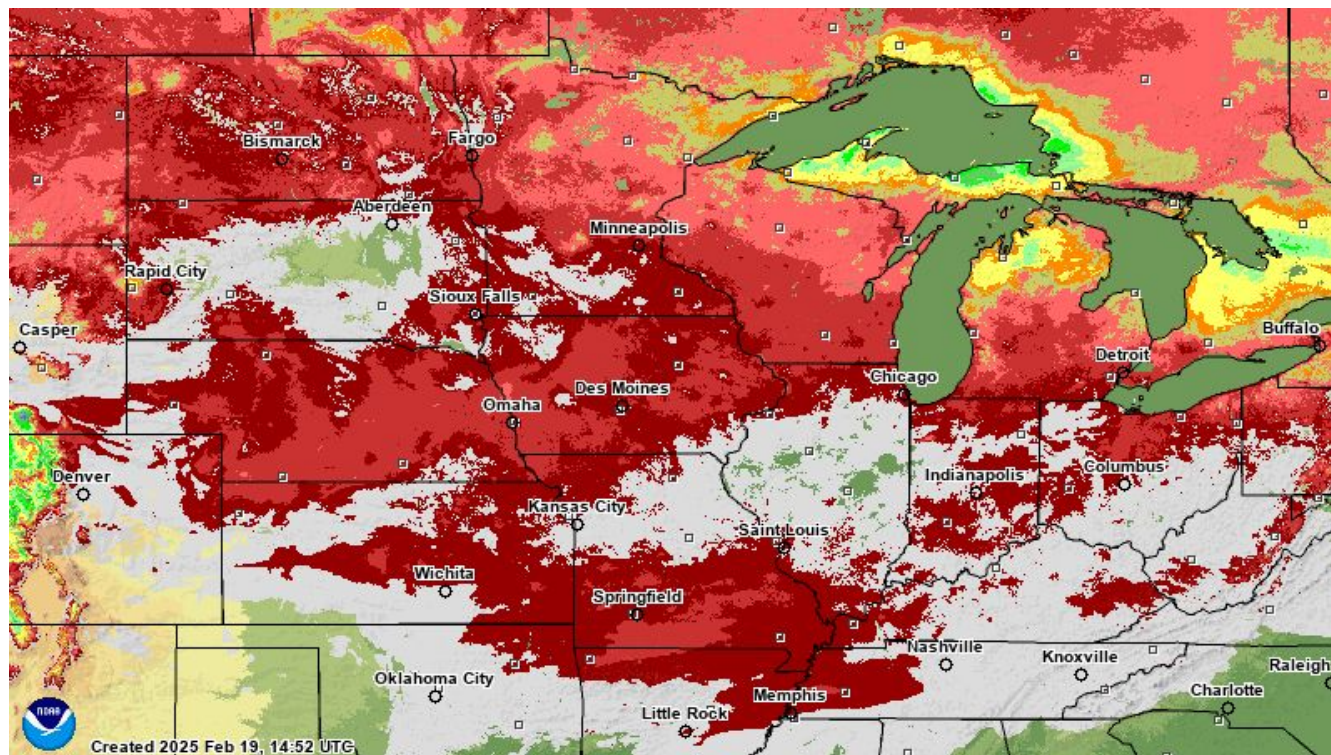 Bismarck
Fargo
Aberdeen
Minneapolis
Rapid City
Sioux Falls
Casper
Buffalo
Detroit
Chicago
Des Moines
Omaha
Denver
Indianapolis
Columbus
Kansas City
Saint Louis
Wichita
Springfield
Nashville
Knoxville
Raleigh
Oklahoma City
Memphis
Charlotte
Little Rock
NOAA
Created 2025 Feb 19, 14:52 UTC